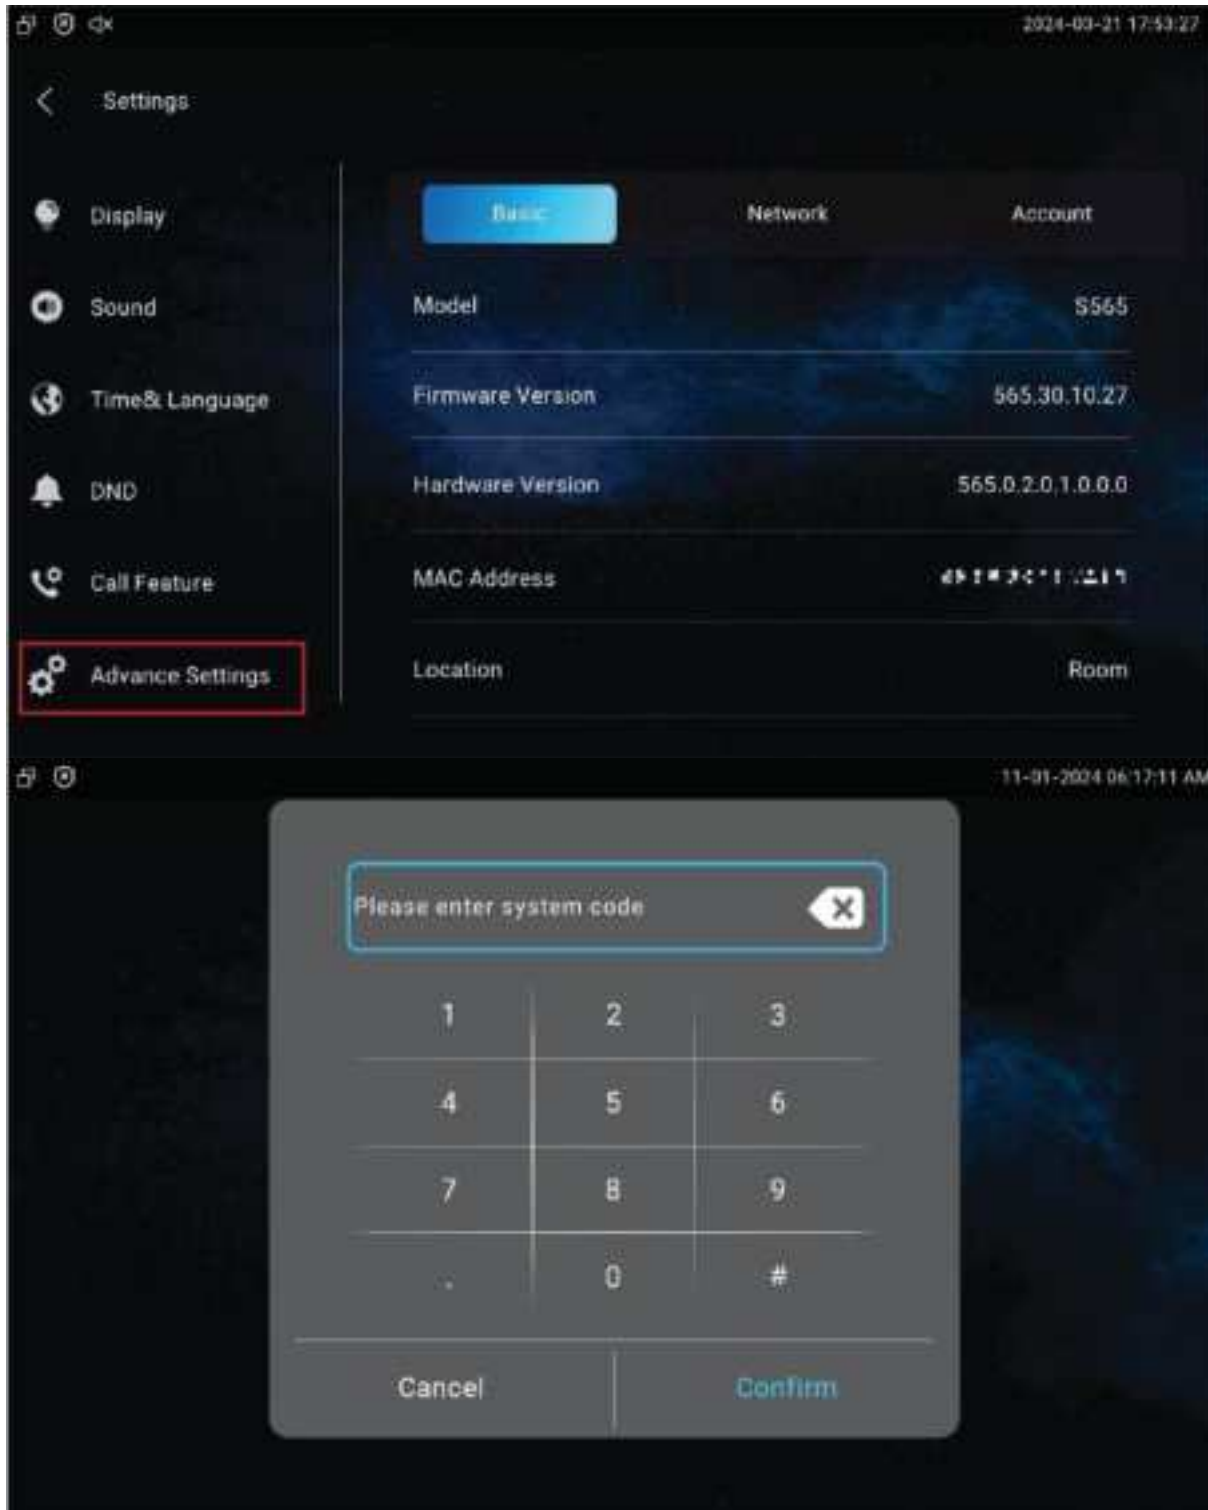 2024-03-21 17:53:27
Settings
Display
Basic
Network
Account
Sound
Model
S565
Time& Language
Firmware Version
565.30.10.27
DND
Hardware Version
565.0.2.0.1.0.0.0
Call Feature
MAC Address
Advance Settings
Location
Room
11-01-2024 06:17:11 AM
Please enter system code
1 2 3
4 5 6
7 8 9
. 0 #
Cancel
Confirm